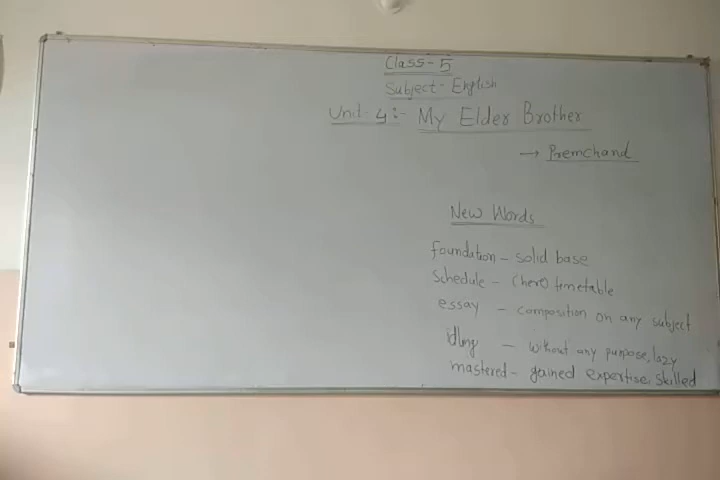 Class-5
Subject- English
Unit-4:- My Elder Brother
→ Premchand
New Words
foundation - solid base
schedule - (here) timetable
essay - composition on any subject
idling - without any purpose, lazy
mastered - gained expertise, skilled